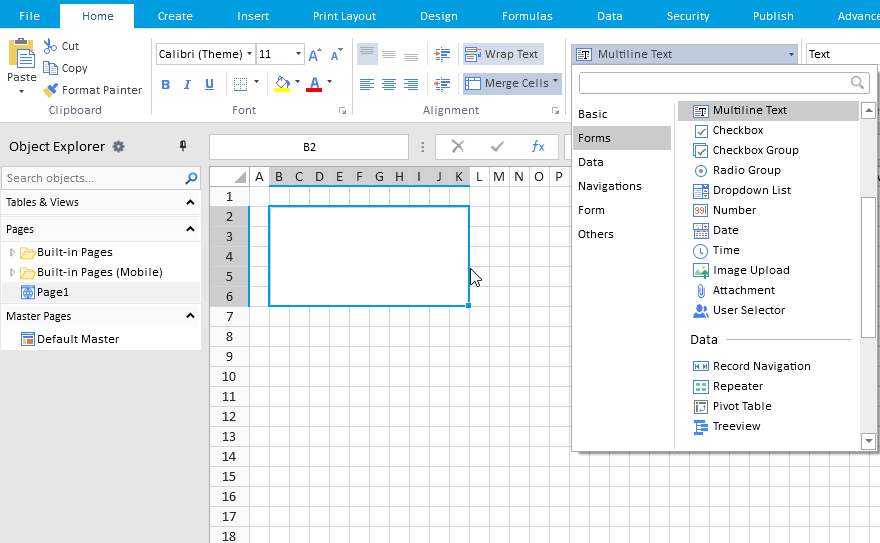 File Home Create Insert Print Layout Design Formulas Data Security Publish Advance
Cut
Copy
Format Painter
Paste
Clipboard
Calibri (Theme) 11
B I U A
Font
Wrap Text
Merge Cells
Alignment
Multiline Text
Text
Object Explorer
Search objects...
Tables & Views
Pages
Built-in Pages
Built-in Pages (Mobile)
Page1
Master Pages
Default Master
B2
fx
A B C D E F G H I J K L M N O P
1
2
3
4
5
6
7
8
9
10
11
12
13
14
15
16
17
18
Basic
Forms
Data
Navigations
Form
Others
Multiline Text
Checkbox
Checkbox Group
Radio Group
Dropdown List
Number
Date
Time
Image Upload
Attachment
User Selector
Data
Record Navigation
Repeater
Pivot Table
Treeview